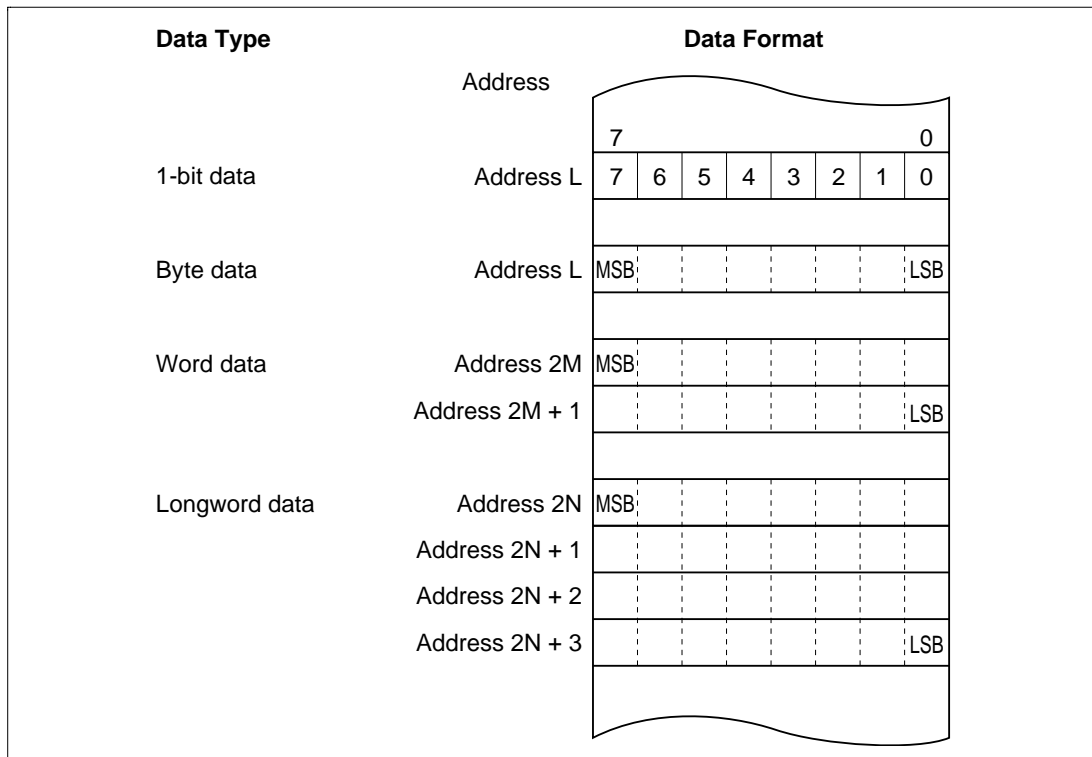 Data Type Data Format
Address
7 0
1-bit data Address L 7 6 5 4 3 2 1 0
Byte data Address L MSB LSB
Word data Address 2M MSB
Address 2M + 1 LSB
Longword data Address 2N MSB
Address 2N + 1
Address 2N + 2
Address 2N + 3 LSB